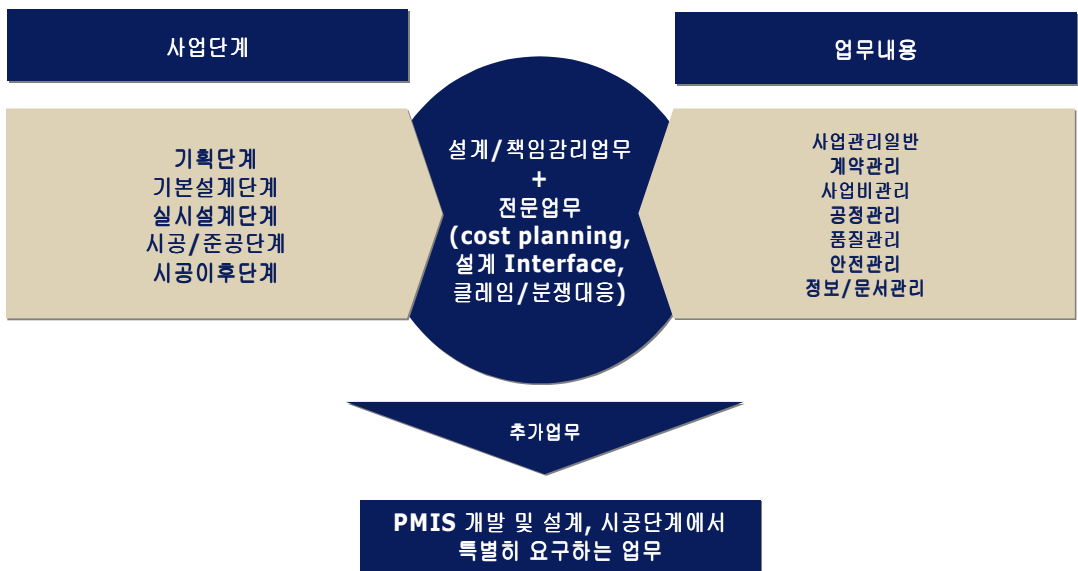 사업단계
기획단계
기본설계단계
실시설계단계
시공/준공단계
시공이후단계
설계/책임감리업무
+
전문업무
(cost planning,
설계 Interface,
클레임/분쟁대응)
업무내용
사업관리일반
계약관리
사업비관리
공정관리
품질관리
안전관리
정보/문서관리
추가업무
PMIS 개발 및 설계, 시공단계에서
특별히 요구하는 업무